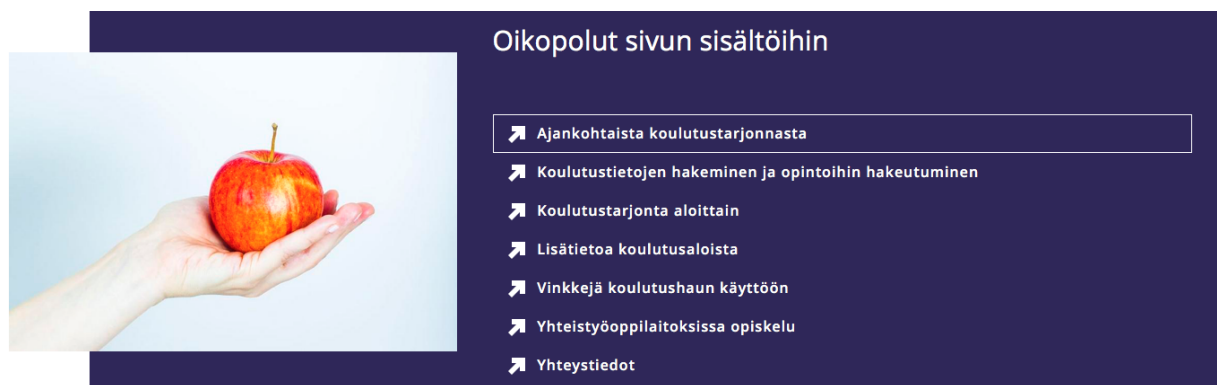 Oikopolut sivun sisältöihin
Ajankohtaista koulutustarjonnasta
Koulutustietojen hakeminen ja opintoihin hakeutuminen
Koulutustarjonta aloittain
Lisätietoa koulutusaloista
Vinkkejä koulutushaun käyttöön
Yhteistyöoppilaitoksissa opiskelu
Yhteystiedot